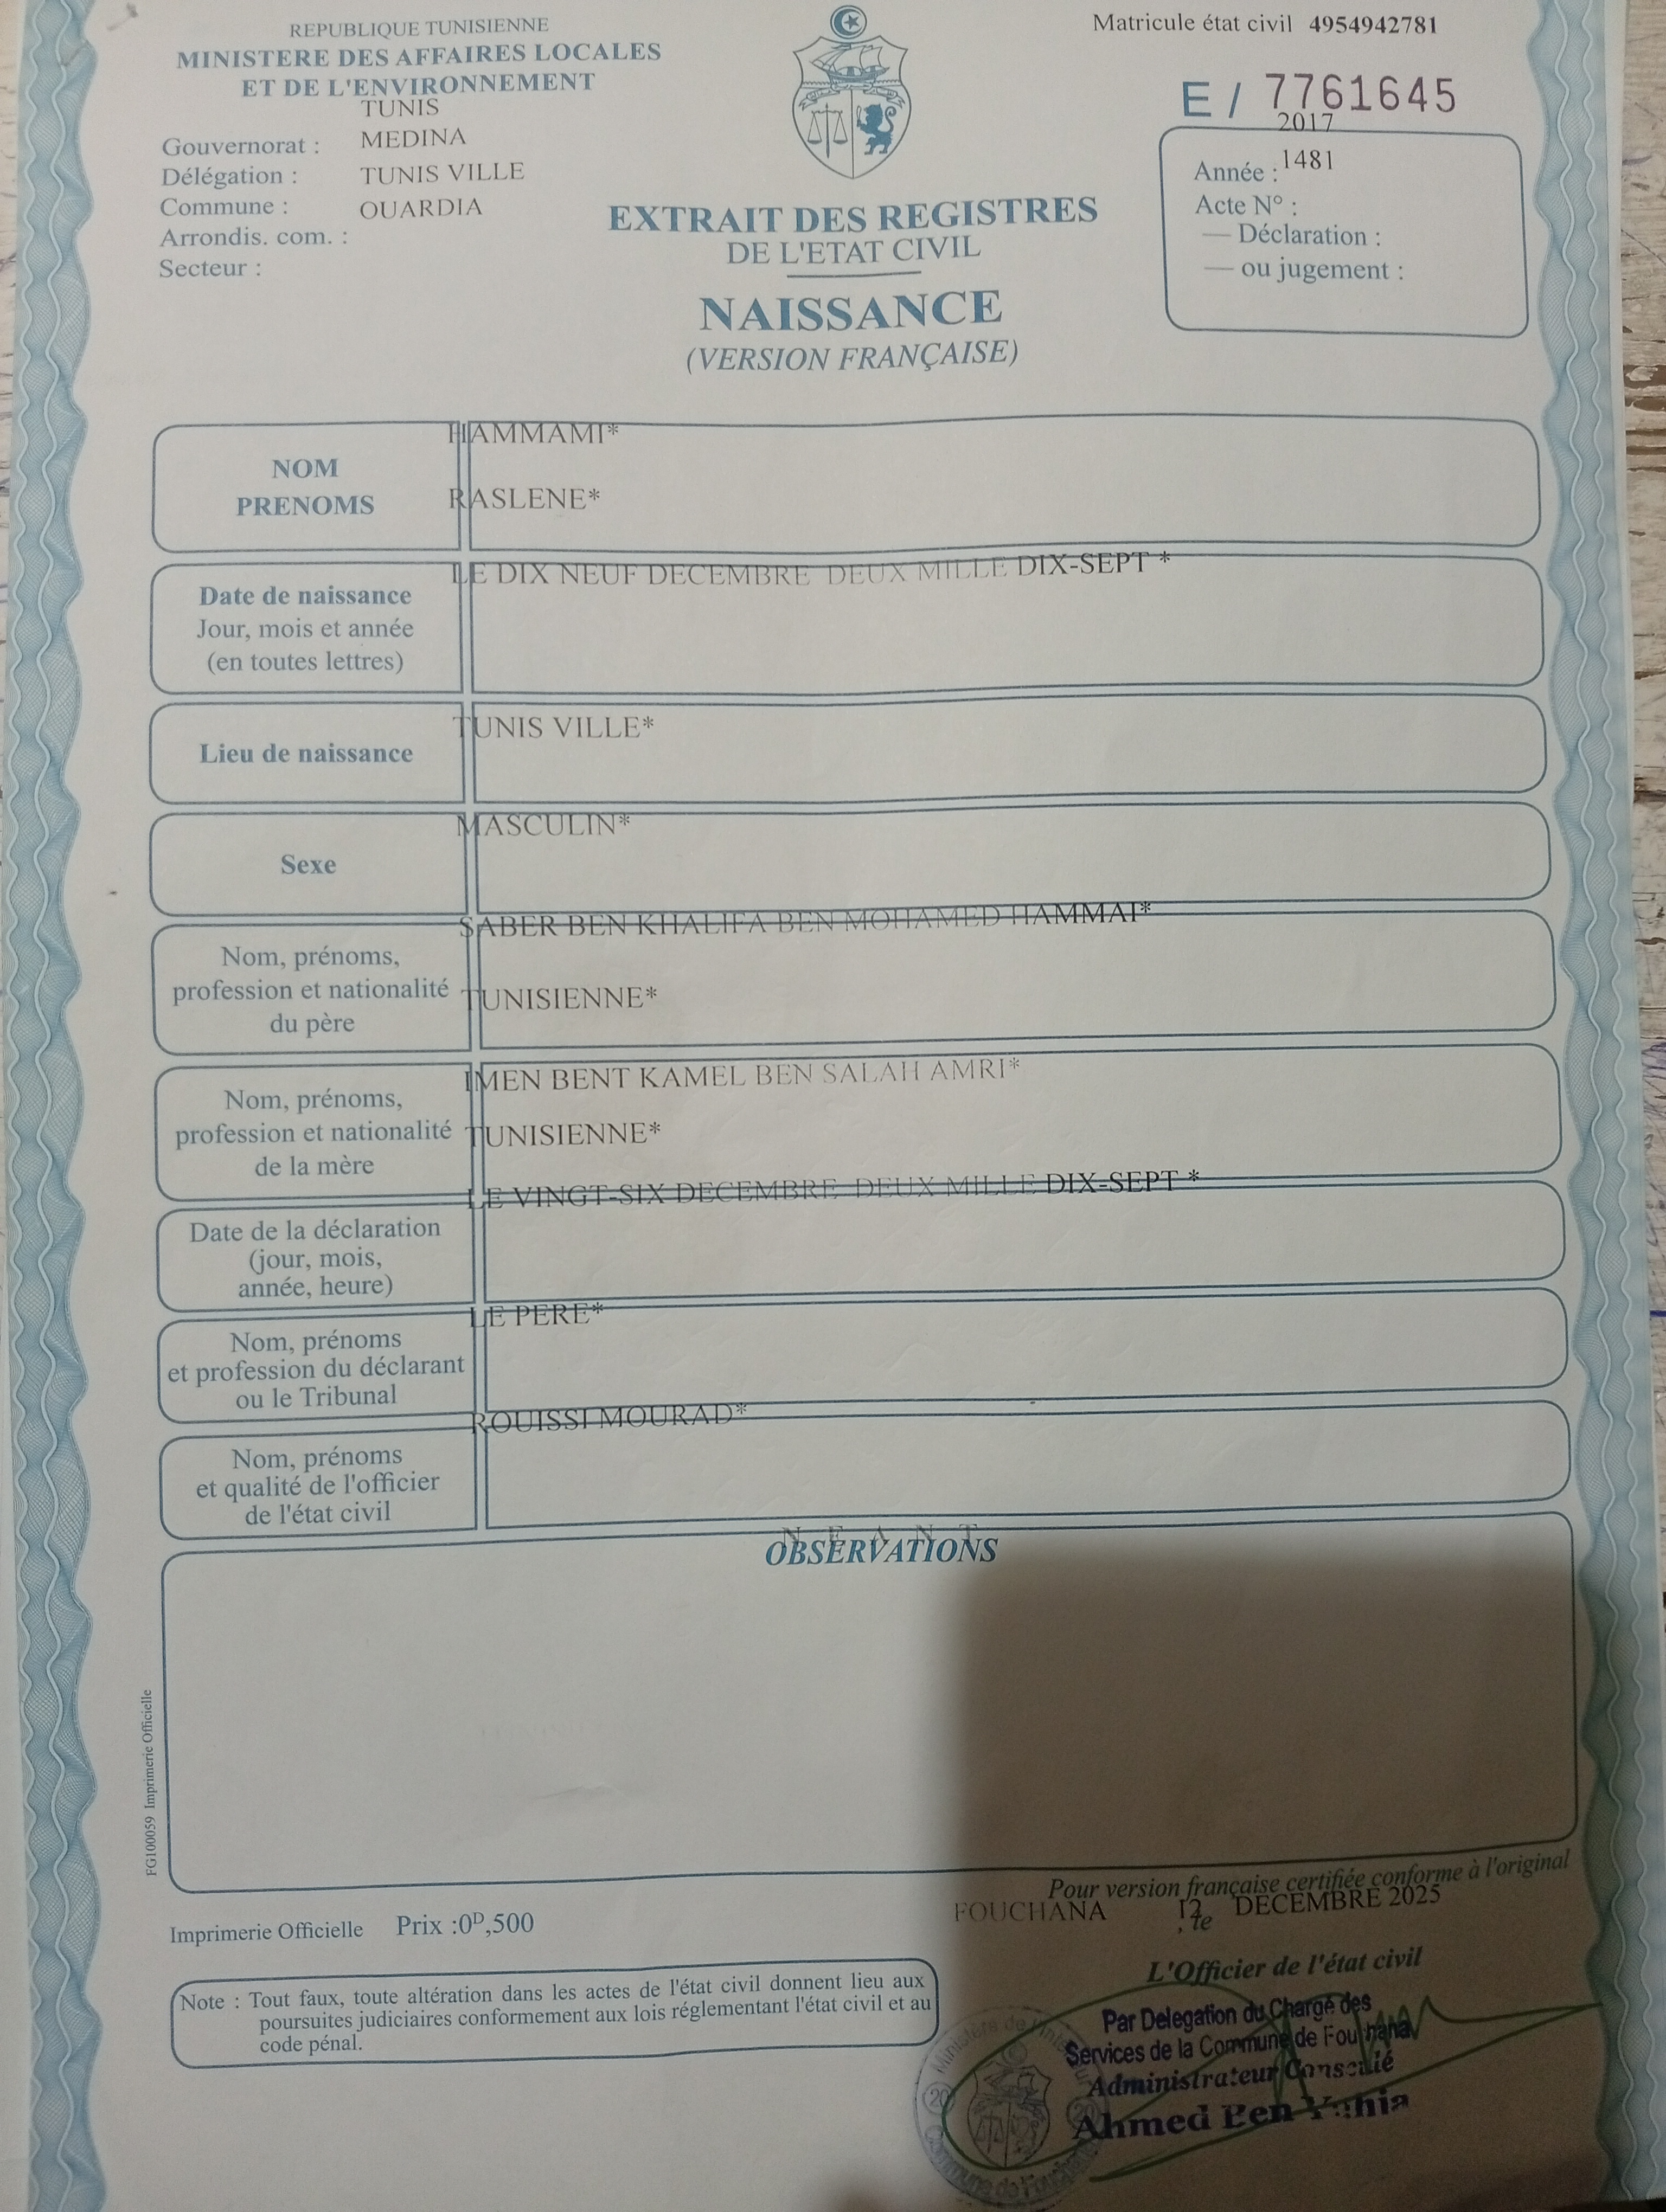 REPUBLIQUE TUNISIENNE
MINISTERE DES AFFAIRES LOCALES
ET DE L'ENVIRONNEMENT
TUNIS
Gouvernorat : MEDINA
Délégation : TUNIS VILLE
Commune : OUARDIA
Arrondis. com. :
Secteur :
Matricule état civil 4954942781
E / 7761645
2017
Année : 1481
Acte N° :
— Déclaration :
— ou jugement :
EXTRAIT DES REGISTRES
DE L'ETAT CIVIL
NAISSANCE
(VERSION FRANÇAISE)
HAMMAMI*
NOM
PRENOMS
RASLENE*
LE DIX NEUF DECEMBRE DEUX MILLE DIX-SEPT *
Date de naissance
Jour, mois et année
(en toutes lettres)
TUNIS VILLE*
Lieu de naissance
MASCULIN*
Sexe
SABER BEN KHALIFA BEN MOHAMED HAMMAI*
Nom, prénoms,
profession et nationalité
du père
TUNISIENNE*
IMEN BENT KAMEL BEN SALAH AMRI*
Nom, prénoms,
profession et nationalité
de la mère
TUNISIENNE*
LE VINGT-SIX DECEMBRE DEUX MILLE DIX-SEPT *
Date de la déclaration
(jour, mois,
année, heure)
LE PERE*
Nom, prénoms
et profession du déclarant
ou le Tribunal
ROUISSI MOURAD*
Nom, prénoms
et qualité de l'officier
de l'état civil
N E A N T
OBSERVATIONS
FG100059 Imprimerie Officielle
Pour version française certifiée conforme à l'original
FOUCHANA , le 12 DECEMBRE 2025
Imprimerie Officielle Prix :0D,500
L'Officier de l'état civil
Note : Tout faux, toute altération dans les actes de l'état civil donnent lieu aux
poursuites judiciaires conformement aux lois réglementant l'état civil et au
code pénal.
Par Delegation du Chargé des
Services de la Commune de Fouchana
Administrateur Conseillé
Ahmed Ben Yahia
Ministère de
20
20
Commune de Fouchana